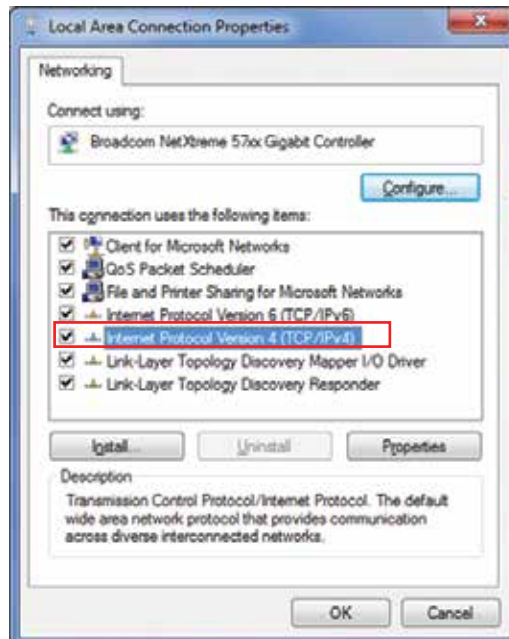 Local Area Connection Properties
Networking
Connect using:
Broadcom NetXtreme 57xx Gigabit Controller
Configure...
This connection uses the following items:
Client for Microsoft Networks
QoS Packet Scheduler
File and Printer Sharing for Microsoft Networks
Internet Protocol Version 6 (TCP/IPv6)
Internet Protocol Version 4 (TCP/IPv4)
Link-Layer Topology Discovery Mapper I/O Driver
Link-Layer Topology Discovery Responder
Install...
Uninstall
Properties
Description
Transmission Control Protocol/Internet Protocol. The default
wide area network protocol that provides communication
across diverse interconnected networks.
OK
Cancel